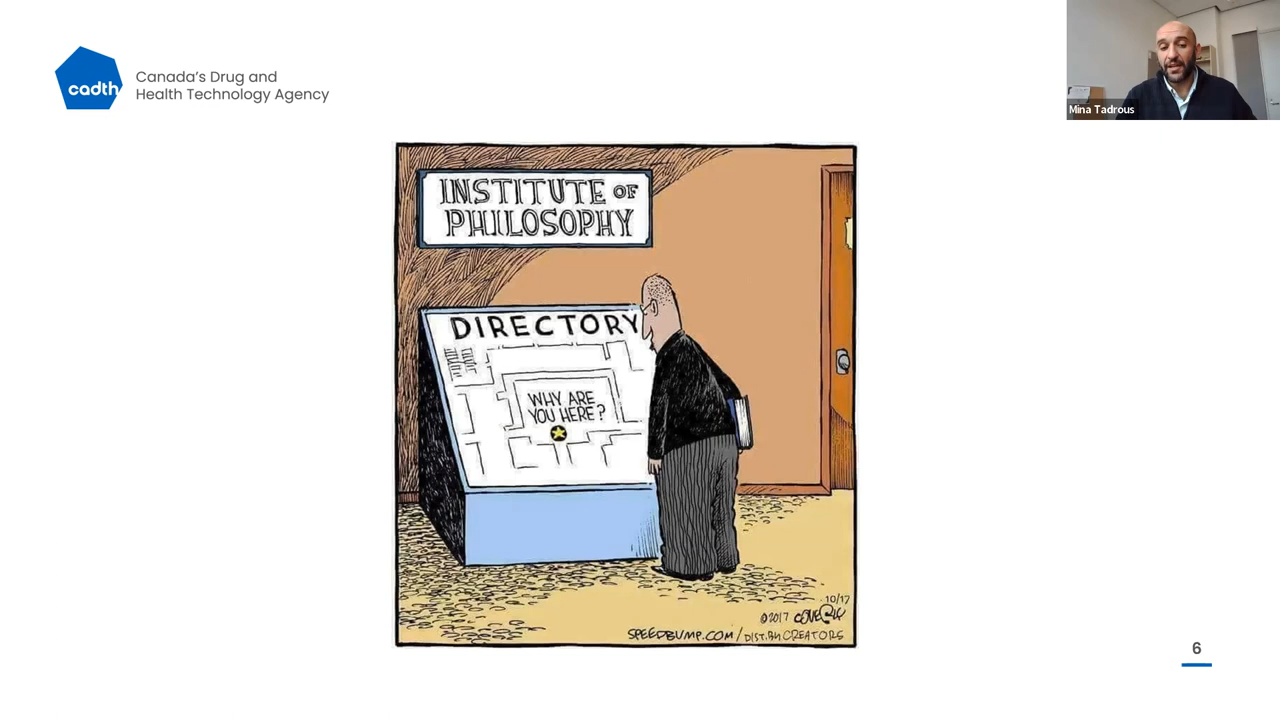 cadth
Canada's Drug and
Health Technology Agency
Mina Tadrous
INSTITUTE OF
PHILOSOPHY
DIRECTORY
WHY ARE
YOU HERE?
10/17
©2017 COVERLY
SPEEDBUMP.COM / DIST. BY CREATORS
6